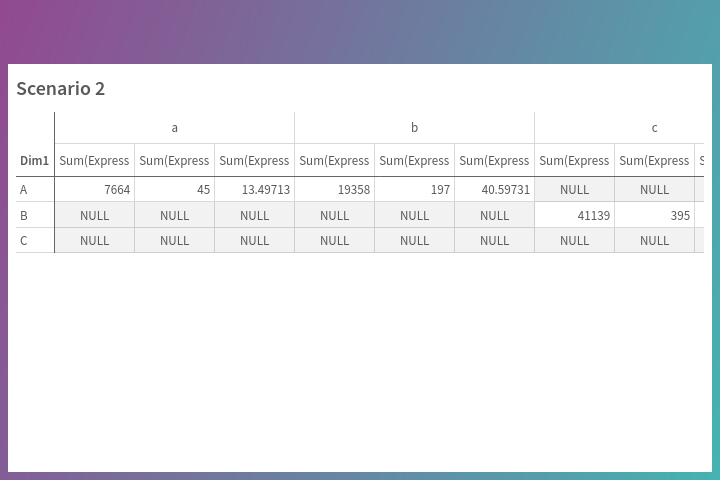 Scenario 2
a b c
Dim1 Sum(Express Sum(Express Sum(Express Sum(Express Sum(Express Sum(Express Sum(Express Sum(Express S
A 7664 45 13.49713 19358 197 40.59731 NULL NULL
B NULL NULL NULL NULL NULL NULL 41139 395
C NULL NULL NULL NULL NULL NULL NULL NULL